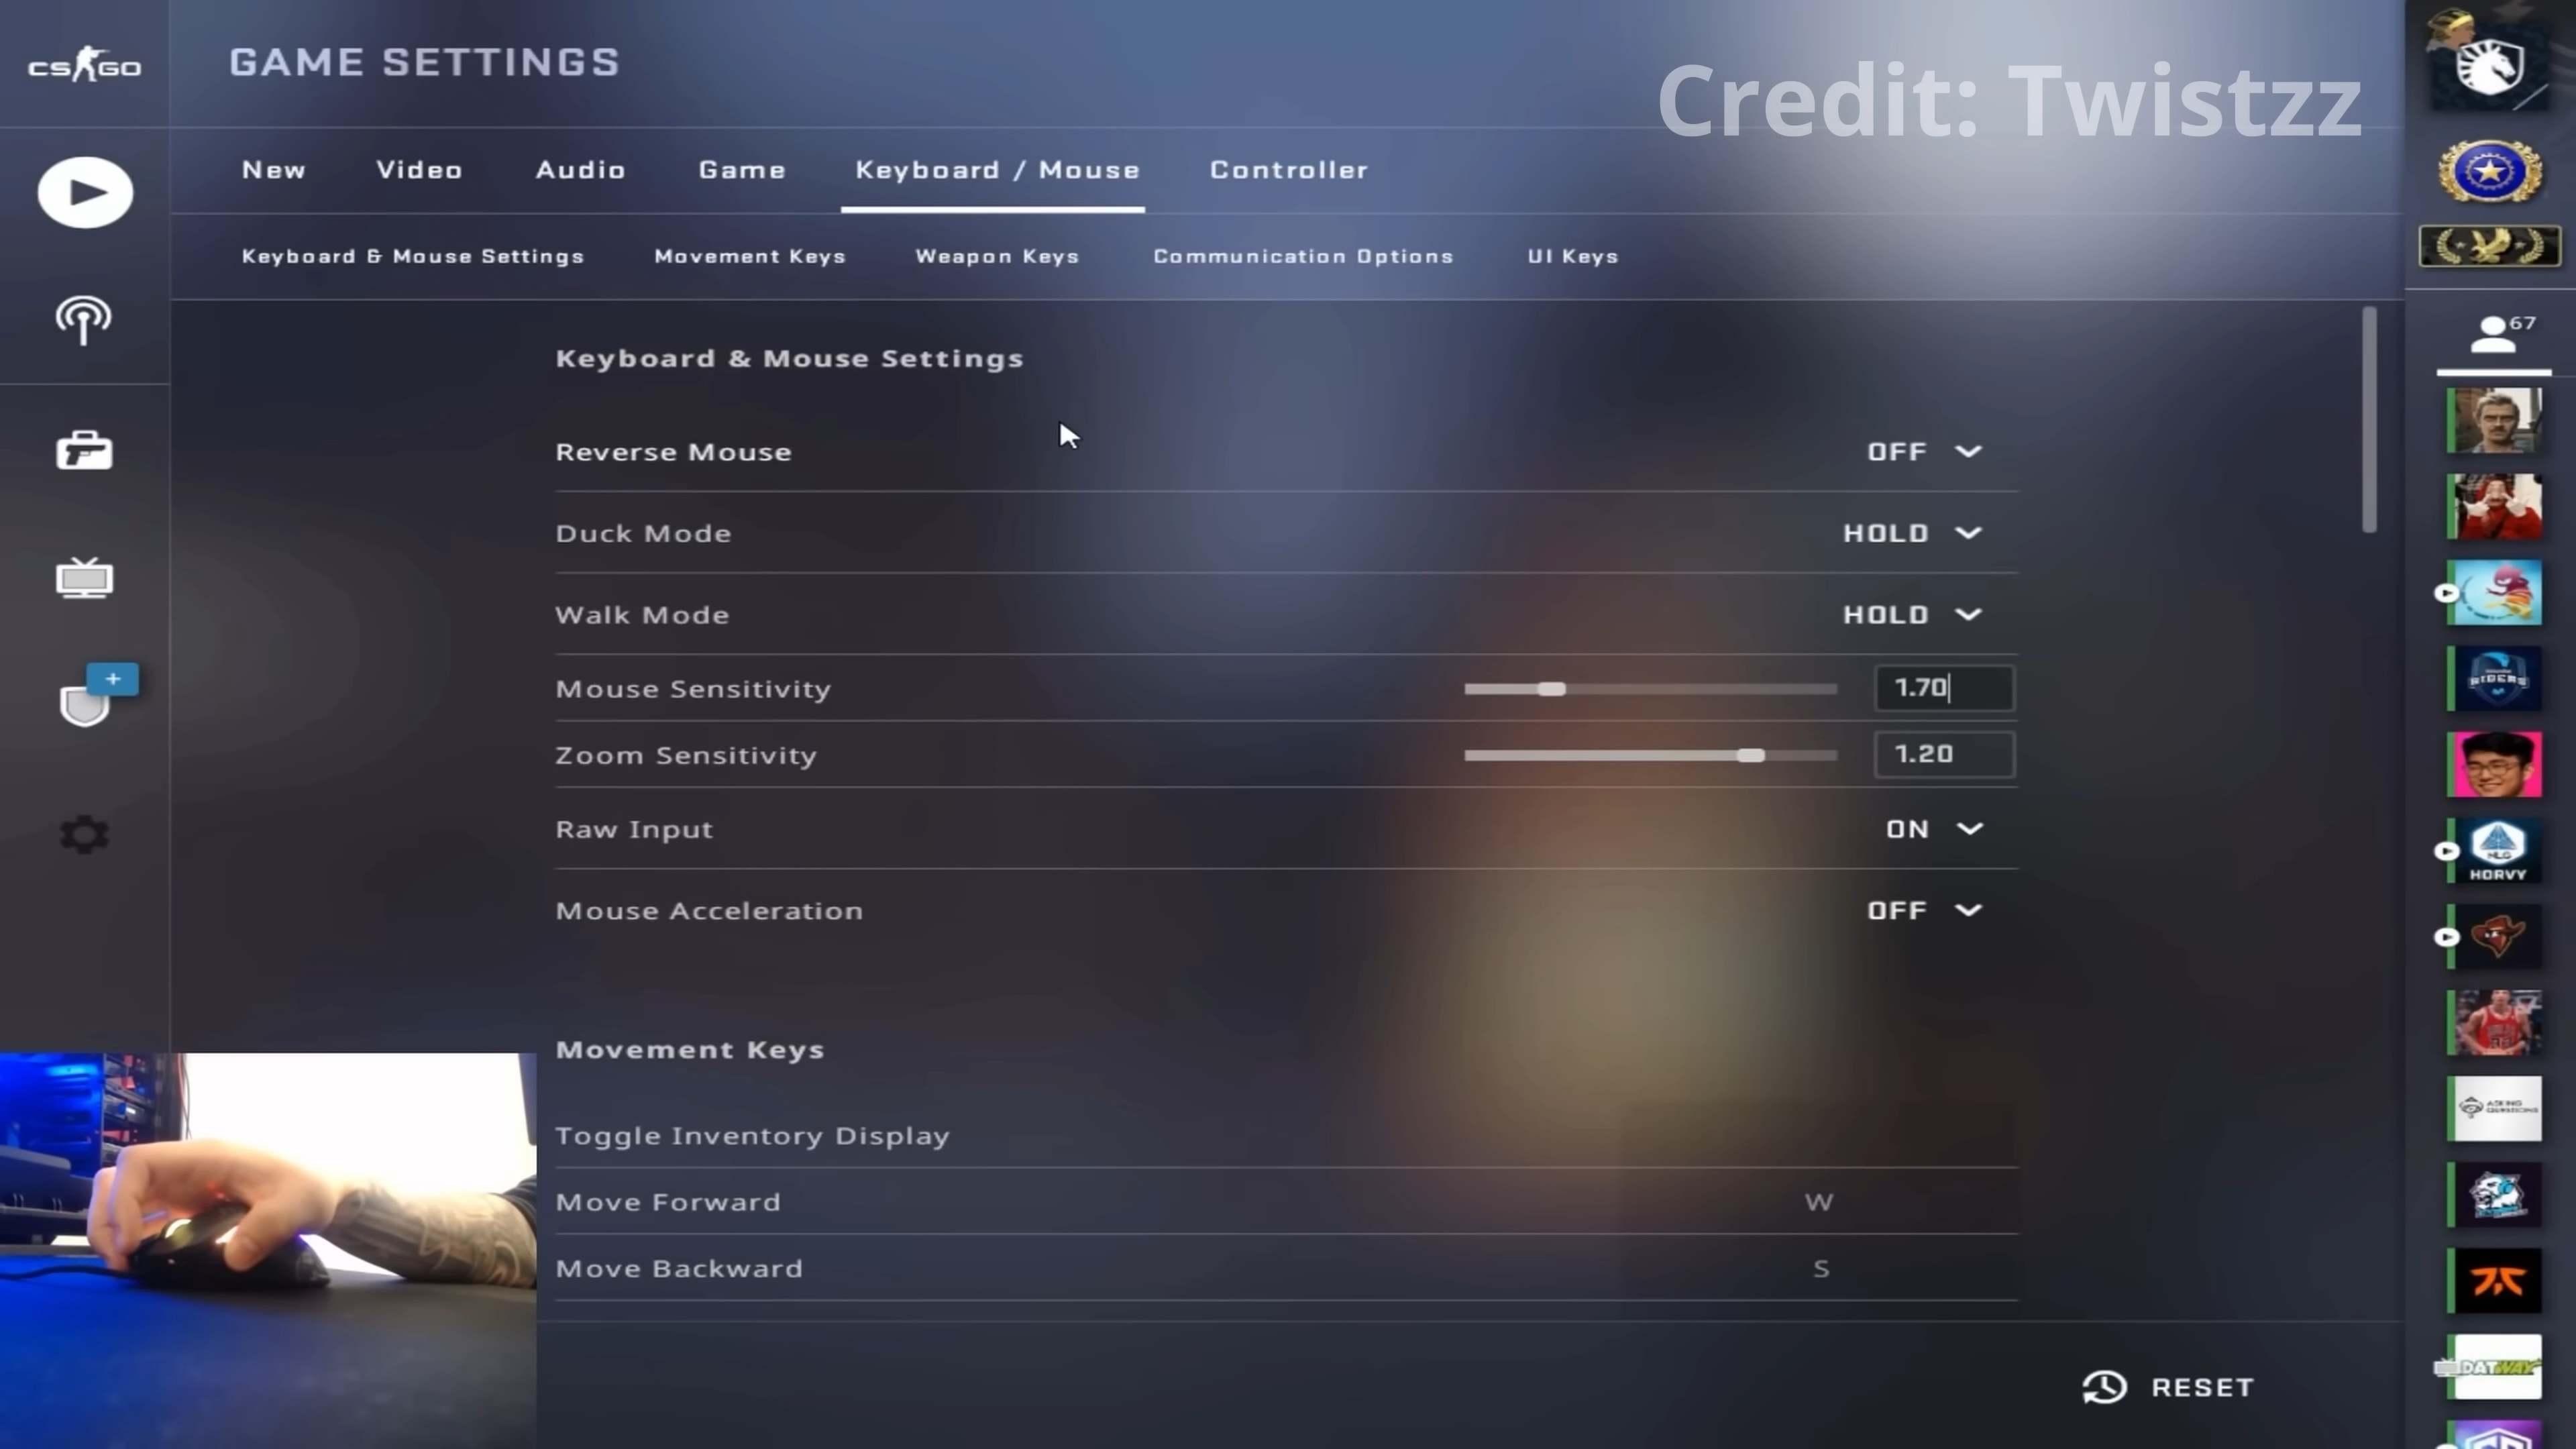 CS GO
GAME SETTINGS
Credit: Twistzz
New Video Audio Game Keyboard / Mouse Controller
Keyboard & Mouse Settings Movement Keys Weapon Keys Communication Options UI Keys
67
Keyboard & Mouse Settings
Reverse Mouse OFF
Duck Mode HOLD
Walk Mode HOLD
Mouse Sensitivity 1.70
Zoom Sensitivity 1.20
Raw Input ON
Mouse Acceleration OFF
Movement Keys
Toggle Inventory Display
Move Forward W
Move Backward S
RESET
+
RIDERS
HORVY
ASKING
QUESTIONS
DATWAY